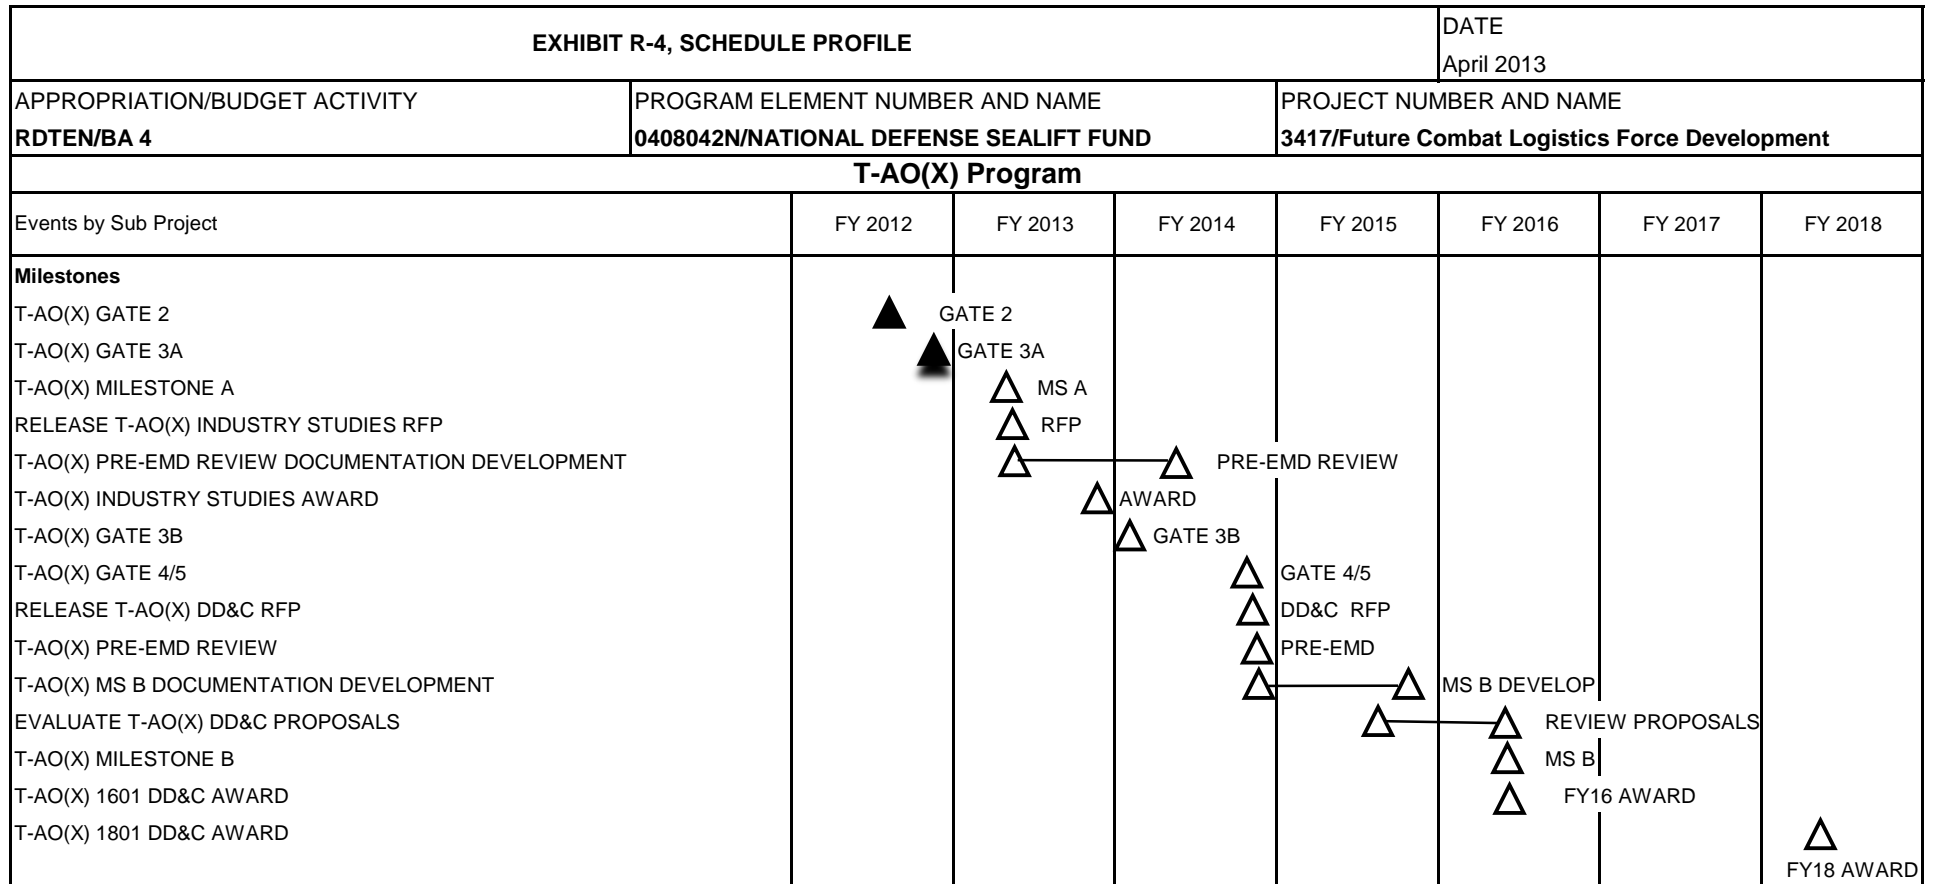 EXHIBIT R-4, SCHEDULE PROFILE
DATE
April 2013
APPROPRIATION/BUDGET ACTIVITY
RDTEN/BA 4
PROGRAM ELEMENT NUMBER AND NAME
0408042N/NATIONAL DEFENSE SEALIFT FUND
PROJECT NUMBER AND NAME
3417/Future Combat Logistics Force Development
T-AO(X) Program
Events by Sub Project FY 2012 FY 2013 FY 2014 FY 2015 FY 2016 FY 2017 FY 2018
Milestones
T-AO(X) GATE 2 GATE 2
T-AO(X) GATE 3A GATE 3A
T-AO(X) MILESTONE A MS A
RELEASE T-AO(X) INDUSTRY STUDIES RFP RFP
T-AO(X) PRE-EMD REVIEW DOCUMENTATION DEVELOPMENT PRE-EMD REVIEW
T-AO(X) INDUSTRY STUDIES AWARD AWARD
T-AO(X) GATE 3B GATE 3B
T-AO(X) GATE 4/5 GATE 4/5
RELEASE T-AO(X) DD&C RFP DD&C RFP
T-AO(X) PRE-EMD REVIEW PRE-EMD
T-AO(X) MS B DOCUMENTATION DEVELOPMENT MS B DEVELOP
EVALUATE T-AO(X) DD&C PROPOSALS REVIEW PROPOSALS
T-AO(X) MILESTONE B MS B
T-AO(X) 1601 DD&C AWARD FY16 AWARD
T-AO(X) 1801 DD&C AWARD
FY18 AWARD